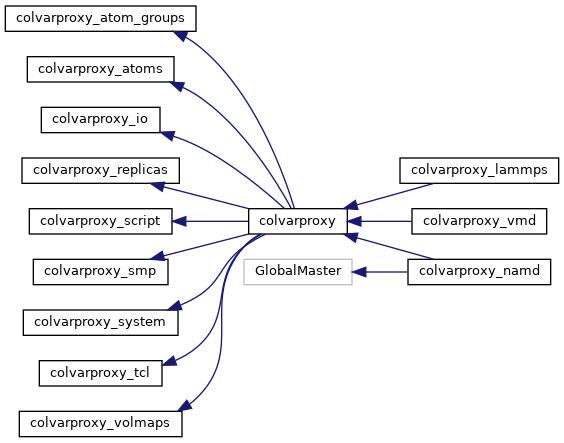 colvarproxy_atom_groups
colvarproxy_atoms
colvarproxy_io
colvarproxy_replicas
colvarproxy_script
colvarproxy_smp
colvarproxy_system
colvarproxy_tcl
colvarproxy_volmaps
colvarproxy
GlobalMaster
colvarproxy_lammps
colvarproxy_vmd
colvarproxy_namd